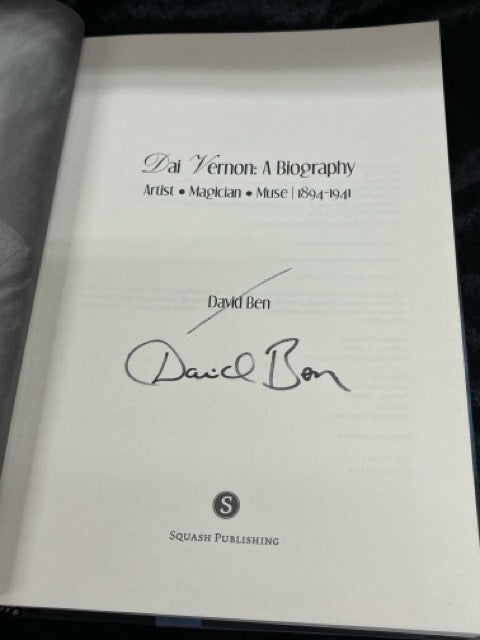 Dai Vernon: A Biography
Artist • Magician • Muse | 1894-1941
David Ben
David Ben
S
Squash Publishing